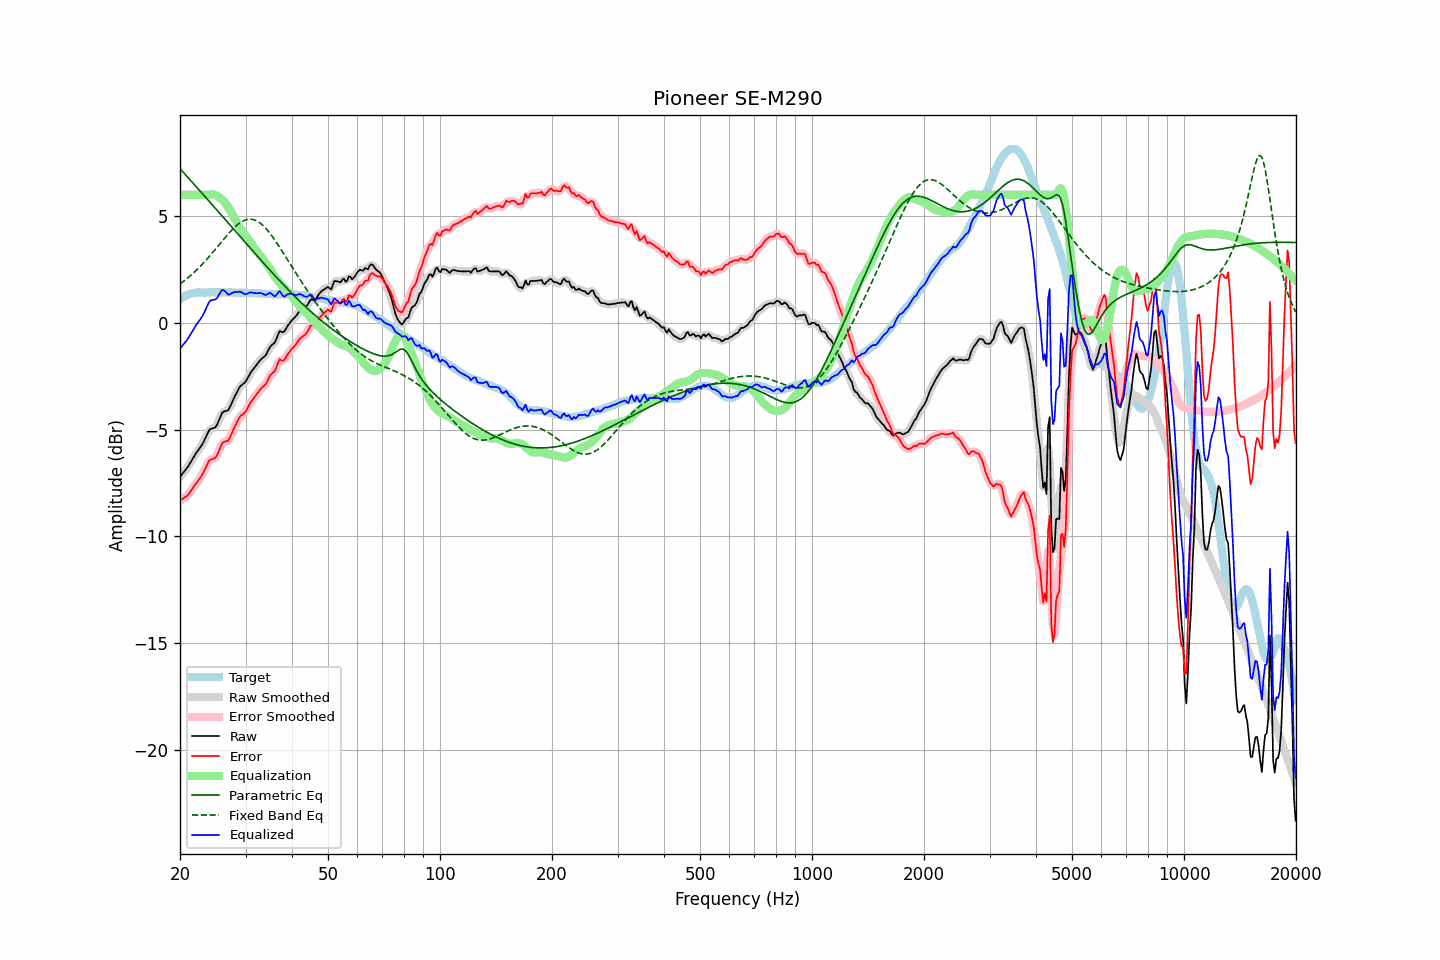 Pioneer SE-M290
Amplitude (dBr)
5
0
−5
−10
−15
−20
Target
Raw Smoothed
Error Smoothed
Raw
Error
Equalization
Parametric Eq
Fixed Band Eq
Equalized
20 50 100 200 500 1000 2000 5000 10000 20000
Frequency (Hz)